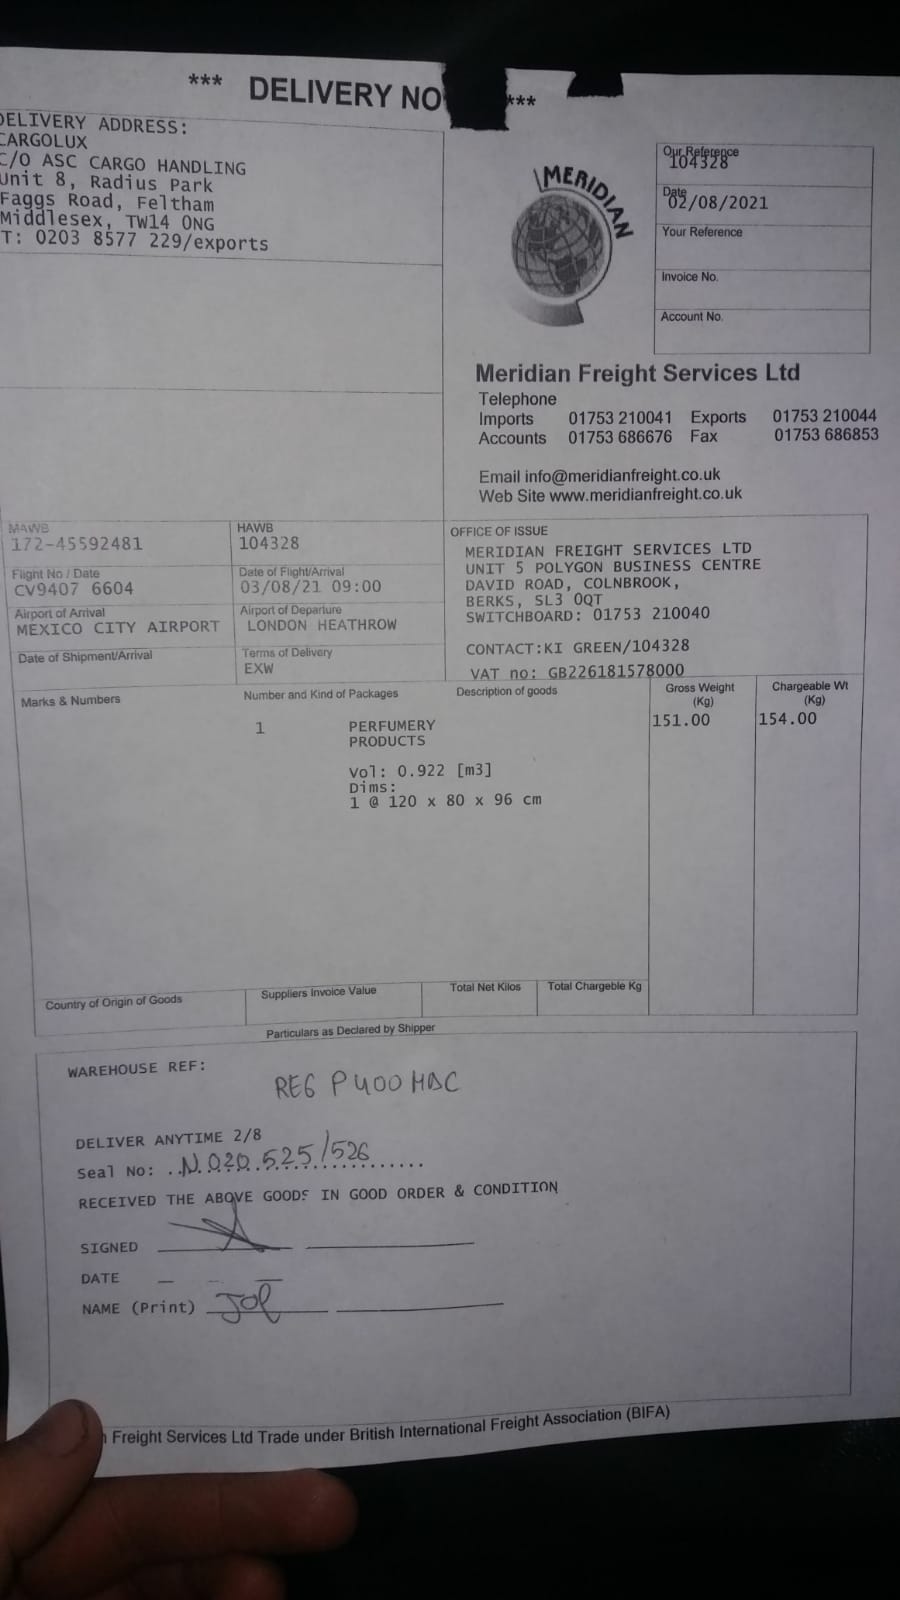 *** DELIVERY NO ***
DELIVERY ADDRESS:
CARGOLUX
C/O ASC CARGO HANDLING
Unit 8, Radius Park
Faggs Road, Feltham
Middlesex, TW14 0NG
T: 0203 8577 229/exports
MERIDIAN
Our Reference
104328
Date
02/08/2021
Your Reference
Invoice No.
Account No.
Meridian Freight Services Ltd
Telephone
Imports 01753 210041 Exports 01753 210044
Accounts 01753 686676 Fax 01753 686853
Email info@meridianfreight.co.uk
Web Site www.meridianfreight.co.uk
MAWB
172-45592481
HAWB
104328
Flight No / Date
CV9407 6604
Date of Flight/Arrival
03/08/21 09:00
Airport of Arrival
MEXICO CITY AIRPORT
Airport of Departure
LONDON HEATHROW
Date of Shipment/Arrival
Terms of Delivery
EXW
OFFICE OF ISSUE
MERIDIAN FREIGHT SERVICES LTD
UNIT 5 POLYGON BUSINESS CENTRE
DAVID ROAD, COLNBROOK,
BERKS, SL3 0QT
SWITCHBOARD: 01753 210040
CONTACT:KI GREEN/104328
VAT no: GB226181578000
Marks & Numbers
Number and Kind of Packages
Description of goods
Gross Weight
(Kg)
Chargeable Wt
(Kg)
1 PERFUMERY 151.00 154.00
PRODUCTS
Vol: 0.922 [m3]
Dims:
1 @ 120 x 80 x 96 cm
Country of Origin of Goods
Suppliers Invoice Value
Total Net Kilos
Total Chargeble Kg
Particulars as Declared by Shipper
WAREHOUSE REF:
REG P400HDC
DELIVER ANYTIME 2/8
Seal No: ..N.020.525/526......
RECEIVED THE ABOVE GOODS IN GOOD ORDER & CONDITION
SIGNED
DATE
NAME (Print)
Freight Services Ltd Trade under British International Freight Association (BIFA)